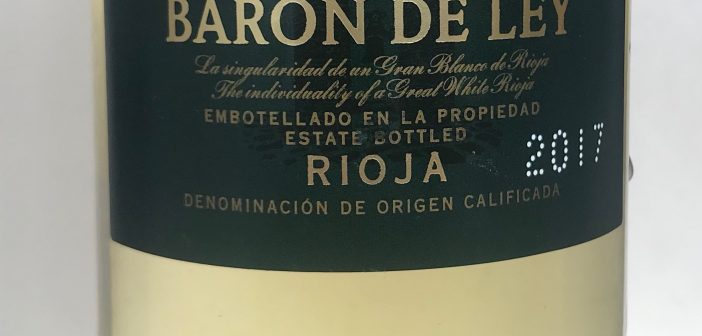 BARÓN DE LEY
La singularidad de un Gran Blanco de Rioja
The individuality of a Great White Rioja
EMBOTELLADO EN LA PROPIEDAD
ESTATE BOTTLED
RIOJA
2017
DENOMINACIÓN DE ORIGEN CALIFICADA